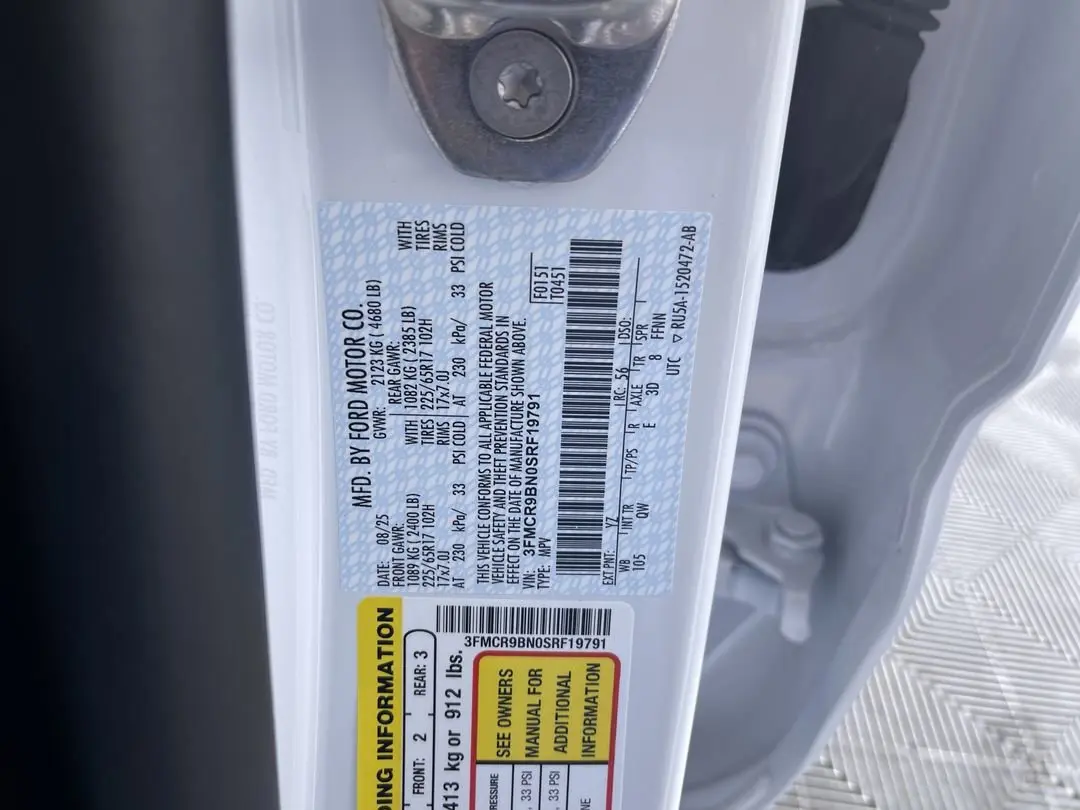 MFD. BY FORD MOTOR CO.
DATE: 08/25 GVWR: 2123 KG ( 4680 LB)
FRONT GAWR: REAR GAWR:
1089 KG ( 2400 LB) WITH 1082 KG ( 2385 LB) WITH
225/65R17 102H TIRES 225/65R17 102H TIRES
17x7.0J RIMS 17x7.0J RIMS
AT 230 kPa/ 33 PSI COLD AT 230 kPa/ 33 PSI COLD
THIS VEHICLE CONFORMS TO ALL APPLICABLE FEDERAL MOTOR
VEHICLE SAFETY AND THEFT PREVENTION STANDARDS IN
EFFECT ON THE DATE OF MANUFACTURE SHOWN ABOVE.
VIN: 3FMCR9BN0SRF19791 F0151
TYPE: MPV T0451
EXT PNT: YZ RC: 56 DSO:
WB INT TR TP/PS R AXLE TR SPR
105 QW E 3D 8 FFNN
UTC ▽ RU5A-1520472-AB
DING INFORMATION
FRONT: 2 REAR: 3
413 kg or 912 lbs.
3FMCR9BN0SRF19791
SEE OWNERS
MANUAL FOR
ADDITIONAL
INFORMATION
RESSURE
, 33 PSI
, 33 PSI
NE